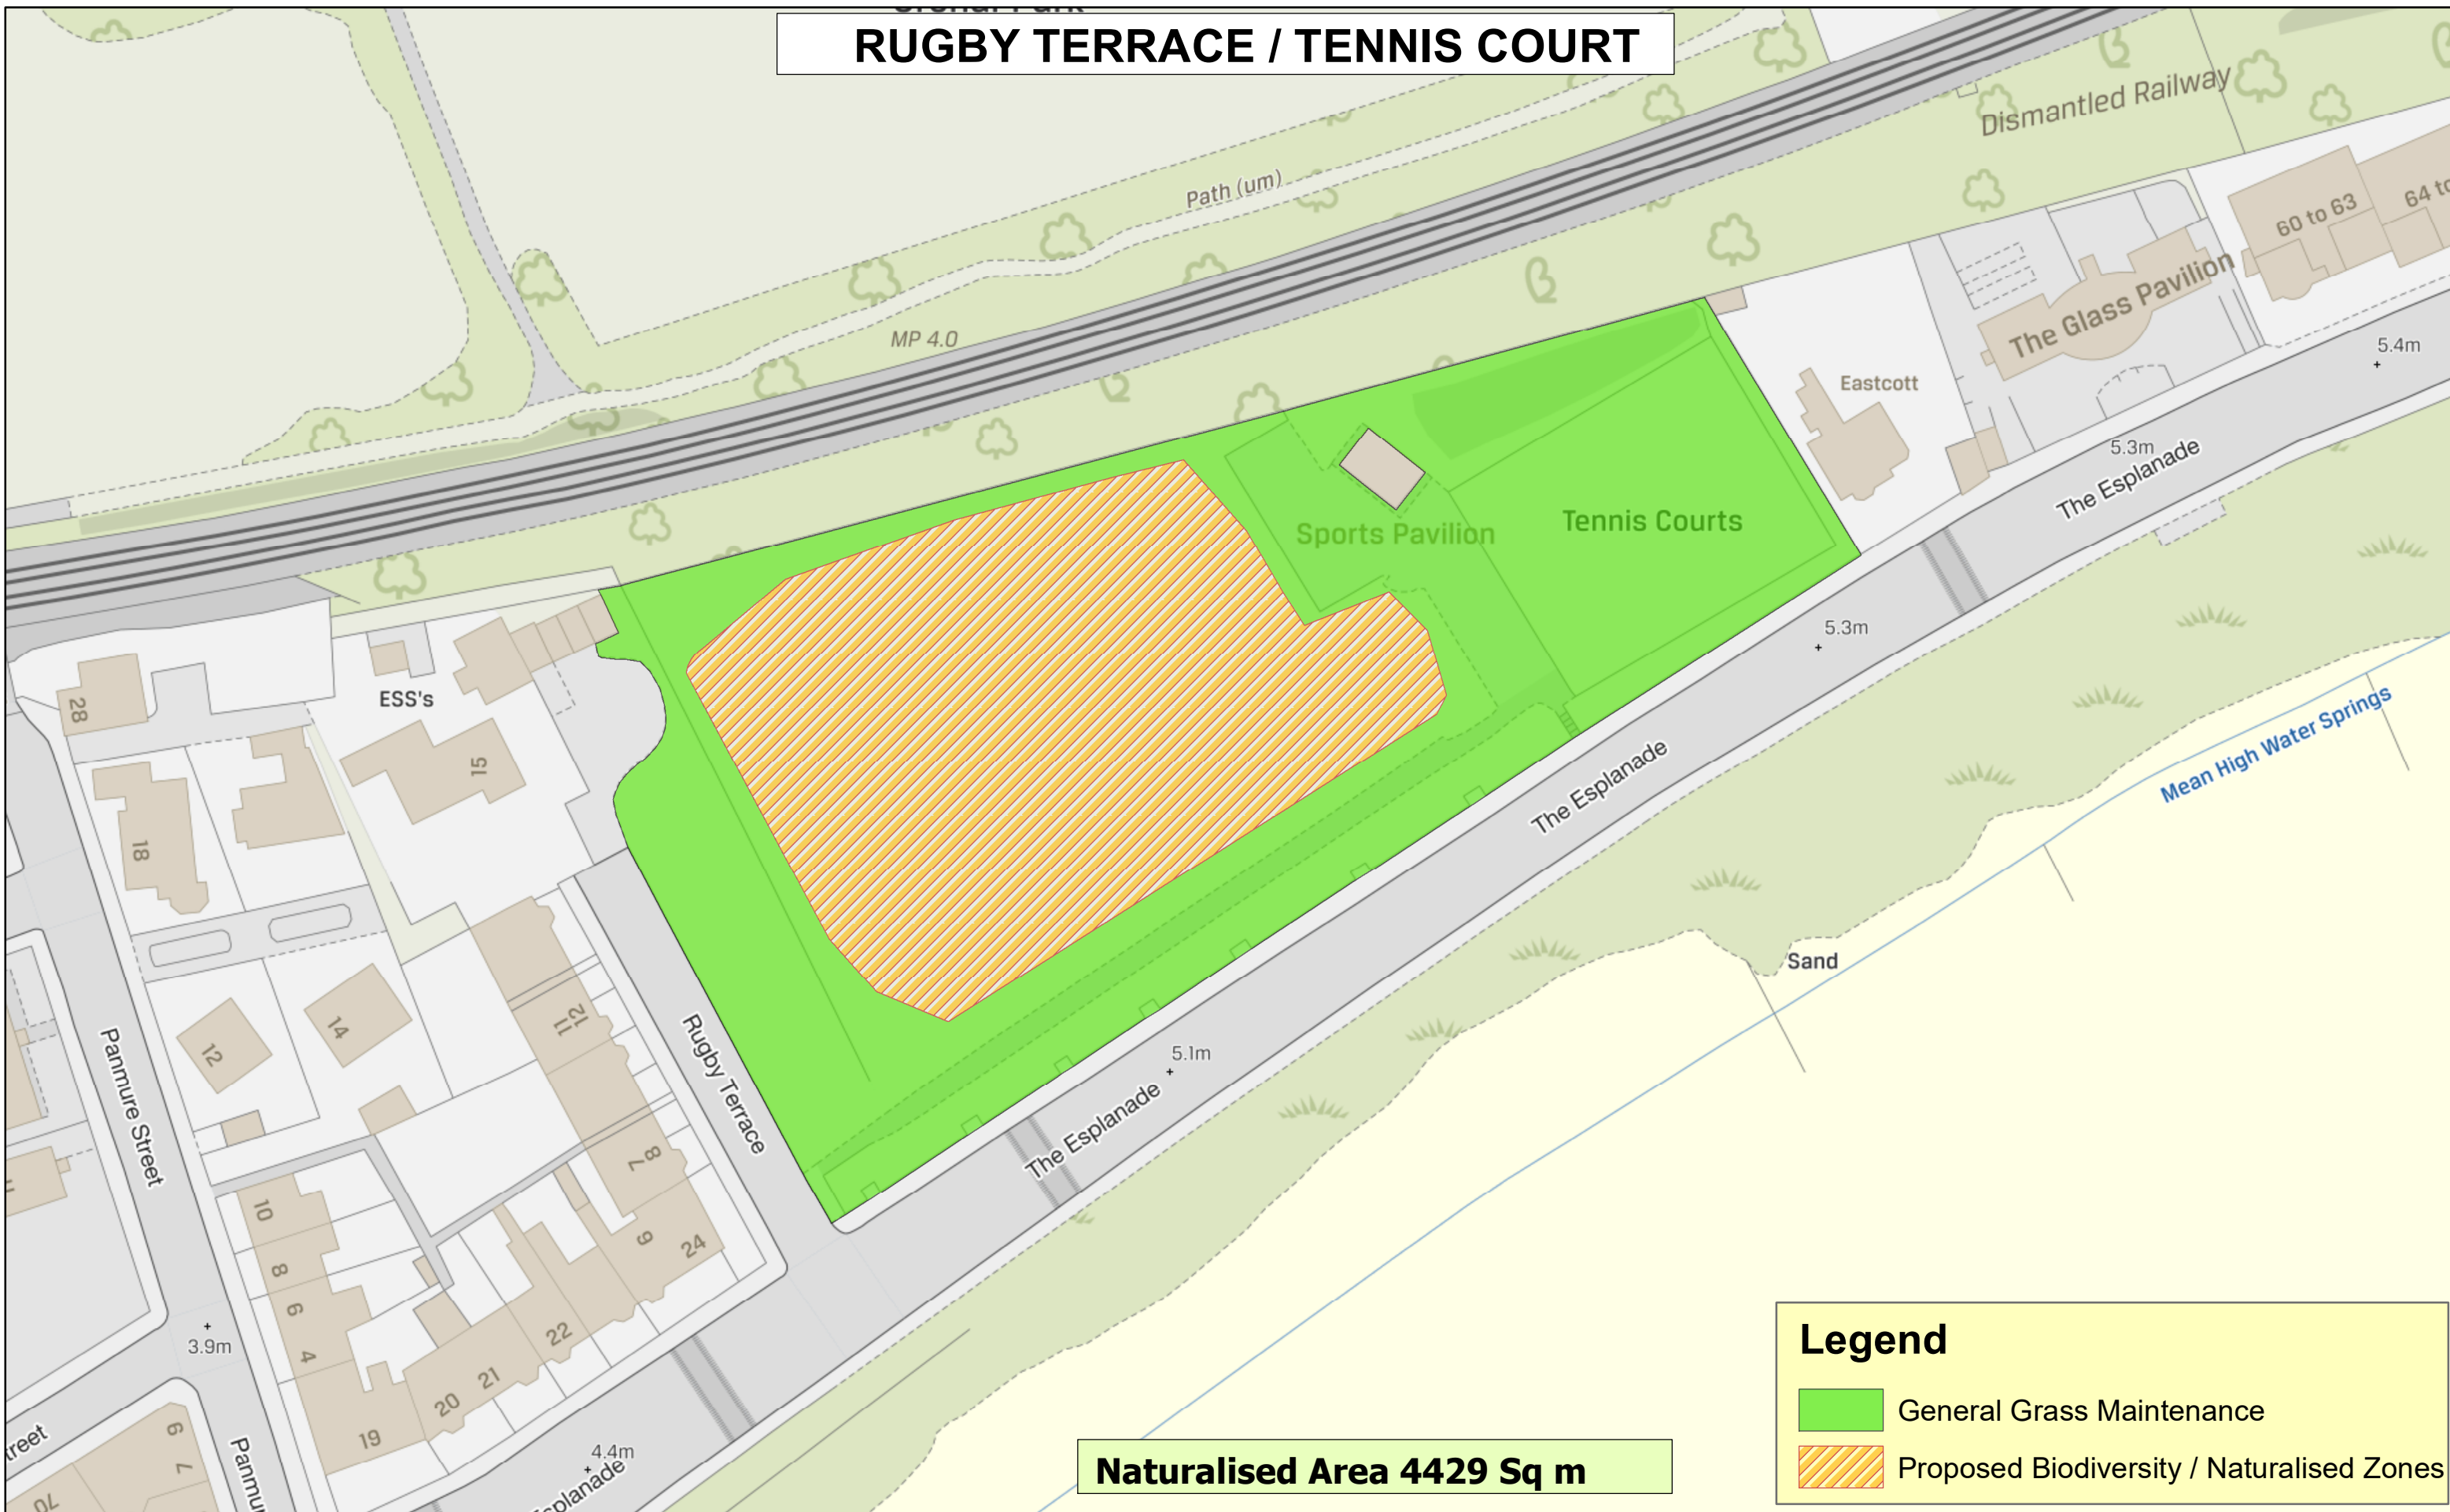 RUGBY TERRACE / TENNIS COURT
Dismantled Railway
Path (um)
60 to 63
The Glass Pavilion
MP 4.0
5.4m
Eastcott
5.3m
The Esplanade
Sports Pavilion
Tennis Courts
5.3m
ESS's
28
15
18
The Esplanade
Mean High Water Springs
Sand
12
11
14
12
Rugby Terrace
Panmure Street
5.1m
The Esplanade
8
7
10
9
24
8
6
4
22
21
20
19
3.9m
4.4m
Legend
General Grass Maintenance
Proposed Biodiversity / Naturalised Zones
Naturalised Area 4429 Sq m